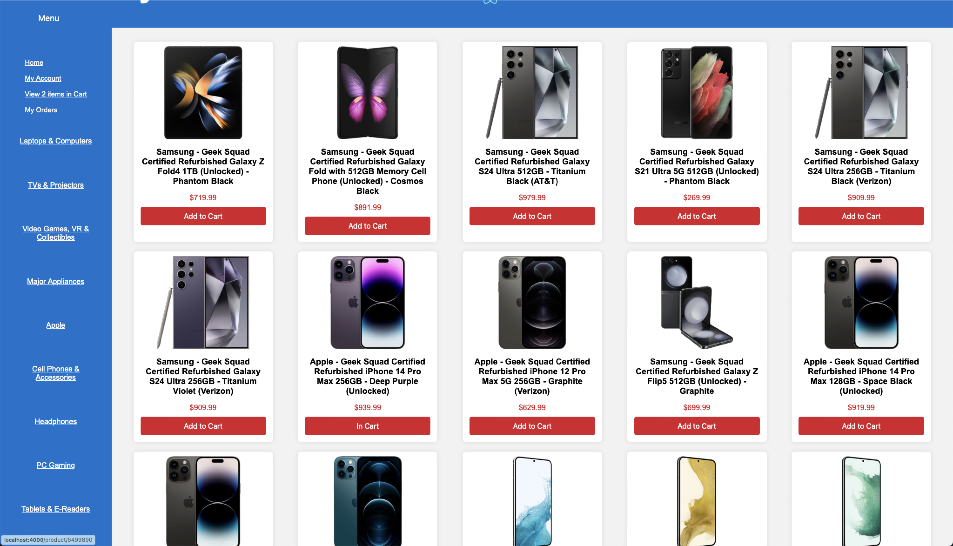 Menu
Home
My Account
View 2 items in Cart
My Orders
Laptops & Computers
TVs & Projectors
Video Games, VR &
Collectibles
Major Appliances
Apple
Cell Phones &
Accessories
Headphones
PC Gaming
Tablets & E-Readers
Samsung - Geek Squad
Certified Refurbished Galaxy Z
Fold4 1TB (Unlocked) -
Phantom Black
$719.99
Add to Cart
Samsung - Geek Squad
Certified Refurbished Galaxy
Fold with 512GB Memory Cell
Phone (Unlocked) - Cosmos
Black
$891.99
Add to Cart
Samsung - Geek Squad
Certified Refurbished Galaxy
S24 Ultra 512GB - Titanium
Black (AT&T)
$979.99
Add to Cart
Samsung - Geek Squad
Certified Refurbished Galaxy
S21 Ultra 5G 512GB (Unlocked)
- Phantom Black
$269.99
Add to Cart
Samsung - Geek Squad
Certified Refurbished Galaxy
S24 Ultra 256GB - Titanium
Black (Verizon)
$909.99
Add to Cart
Samsung - Geek Squad
Certified Refurbished Galaxy
S24 Ultra 256GB - Titanium
Violet (Verizon)
$909.99
Add to Cart
Apple - Geek Squad Certified
Refurbished iPhone 14 Pro
Max 256GB - Deep Purple
(Unlocked)
$939.99
In Cart
Apple - Geek Squad Certified
Refurbished iPhone 12 Pro
Max 5G 256GB - Graphite
(Verizon)
$629.99
Add to Cart
Samsung - Geek Squad
Certified Refurbished Galaxy Z
Flip5 512GB (Unlocked) -
Graphite
$699.99
Add to Cart
Apple - Geek Squad Certified
Refurbished iPhone 14 Pro
Max 128GB - Space Black
(Unlocked)
$919.99
Add to Cart
localhost:4000/product/6499890